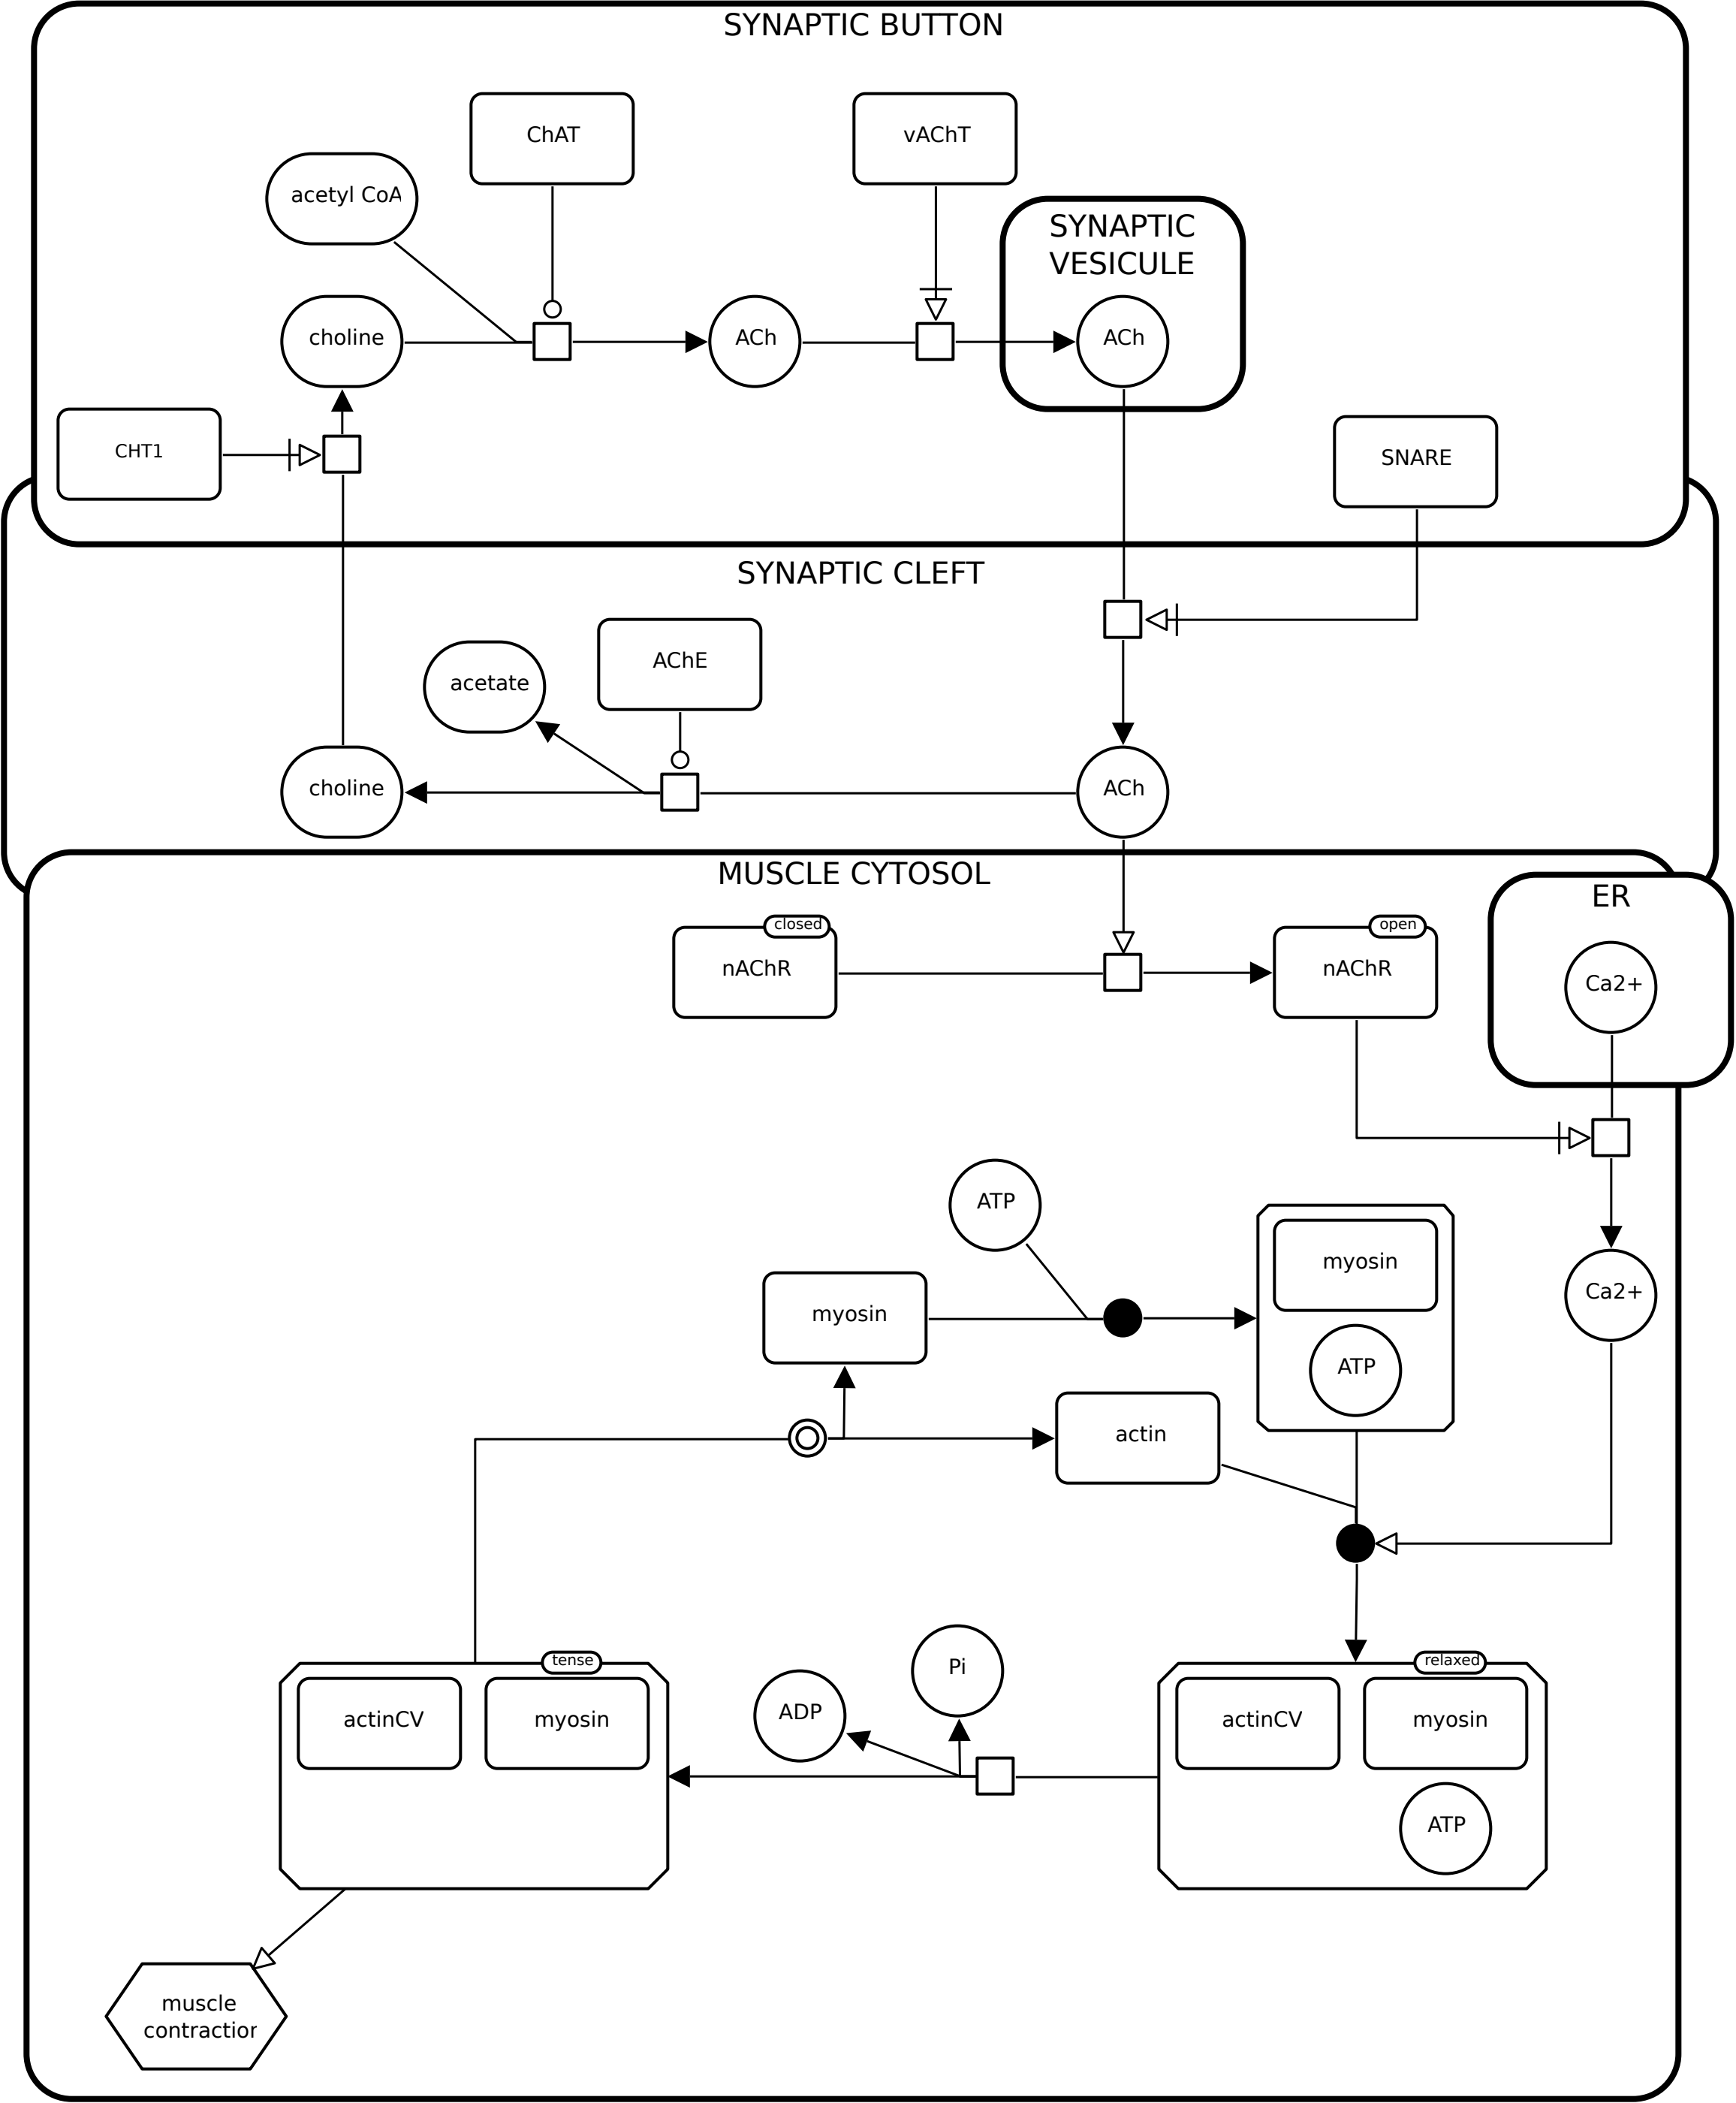 SYNAPTIC BUTTON
ChAT
vAChT
acetyl CoA
SYNAPTIC
VESICULE
choline
ACh
ACh
CHT1
SNARE
SYNAPTIC CLEFT
AChE
acetate
choline
ACh
MUSCLE CYTOSOL
ER
closed
nAChR
open
nAChR
Ca2+
ATP
myosin
myosin
Ca2+
ATP
actin
tense
actinCV
myosin
Pi
ADP
relaxed
actinCV
myosin
ATP
muscle
contraction